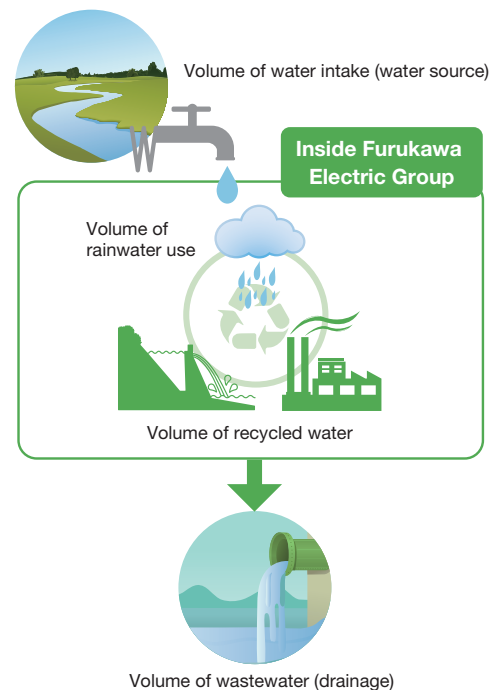 Volume of water intake (water source)
Inside Furukawa
Electric Group
Volume of
rainwater use
Volume of recycled water
Volume of wastewater (drainage)